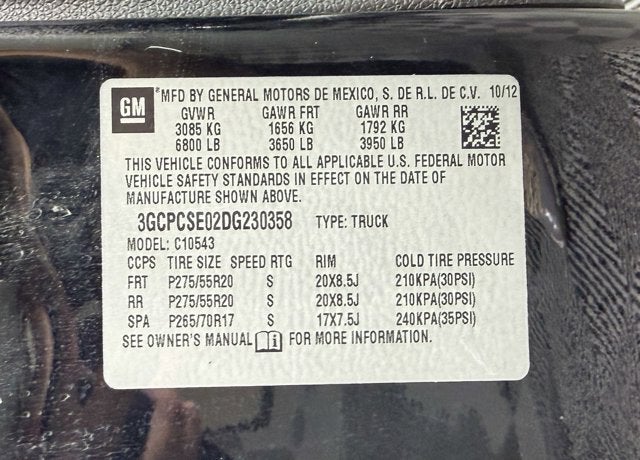 GM *MFD BY GENERAL MOTORS DE MEXICO, S. DE R.L. DE C.V. 10/12
GVWR GAWR FRT GAWR RR
3085 KG 1656 KG 1792 KG
6800 LB 3650 LB 3950 LB
THIS VEHICLE CONFORMS TO ALL APPLICABLE U.S. FEDERAL MOTOR
VEHICLE SAFETY STANDARDS IN EFFECT ON THE DATE OF
MANUFACTURE SHOWN ABOVE.
3GCPCSE02DG230358 TYPE: TRUCK
MODEL: C10543
CCPS TIRE SIZE SPEED RTG RIM COLD TIRE PRESSURE
FRT P275/55R20 S 20X8.5J 210KPA(30PSI)
RR P275/55R20 S 20X8.5J 210KPA(30PSI)
SPA P265/70R17 S 17X7.5J 240KPA(35PSI)
SEE OWNER'S MANUAL FOR MORE INFORMATION.